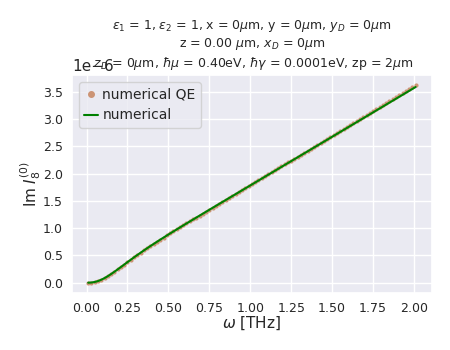 ε₁ = 1, ε₂ = 1, x = 0μm, y = 0μm, y_D = 0μm
z = 0.00 μm, x_D = 0μm
z_D = 0μm, ħμ = 0.40eV, ħγ = 0.0001eV, zp = 2μm
1e−6
numerical QE
numerical
3.5
3.0
2.5
2.0
1.5
1.0
0.5
0.0
Im I₈⁽⁰⁾
0.00 0.25 0.50 0.75 1.00 1.25 1.50 1.75 2.00
ω [THz]